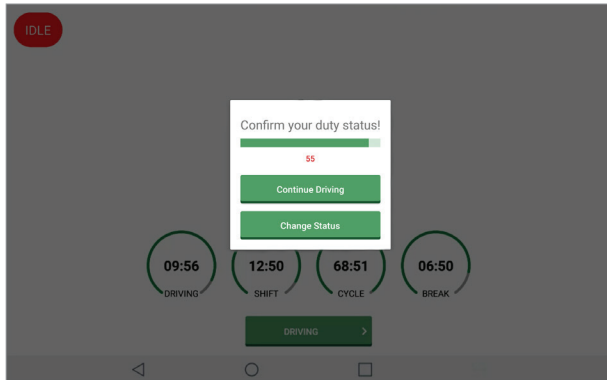 IDLE
Confirm your duty status!
55
Continue Driving
Change Status
09:56 12:50 68:51 06:50
DRIVING SHIFT CYCLE BREAK
DRIVING